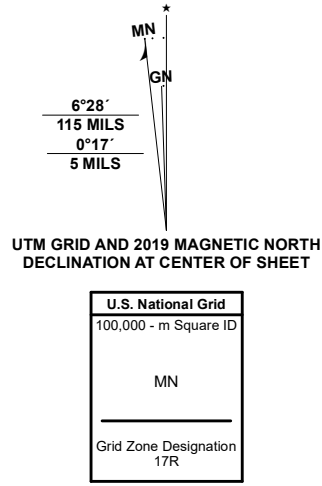 MN
GN
6°28´
115 MILS
0°17´
5 MILS
UTM GRID AND 2019 MAGNETIC NORTH
DECLINATION AT CENTER OF SHEET
U.S. National Grid
100,000 - m Square ID
MN
Grid Zone Designation
17R